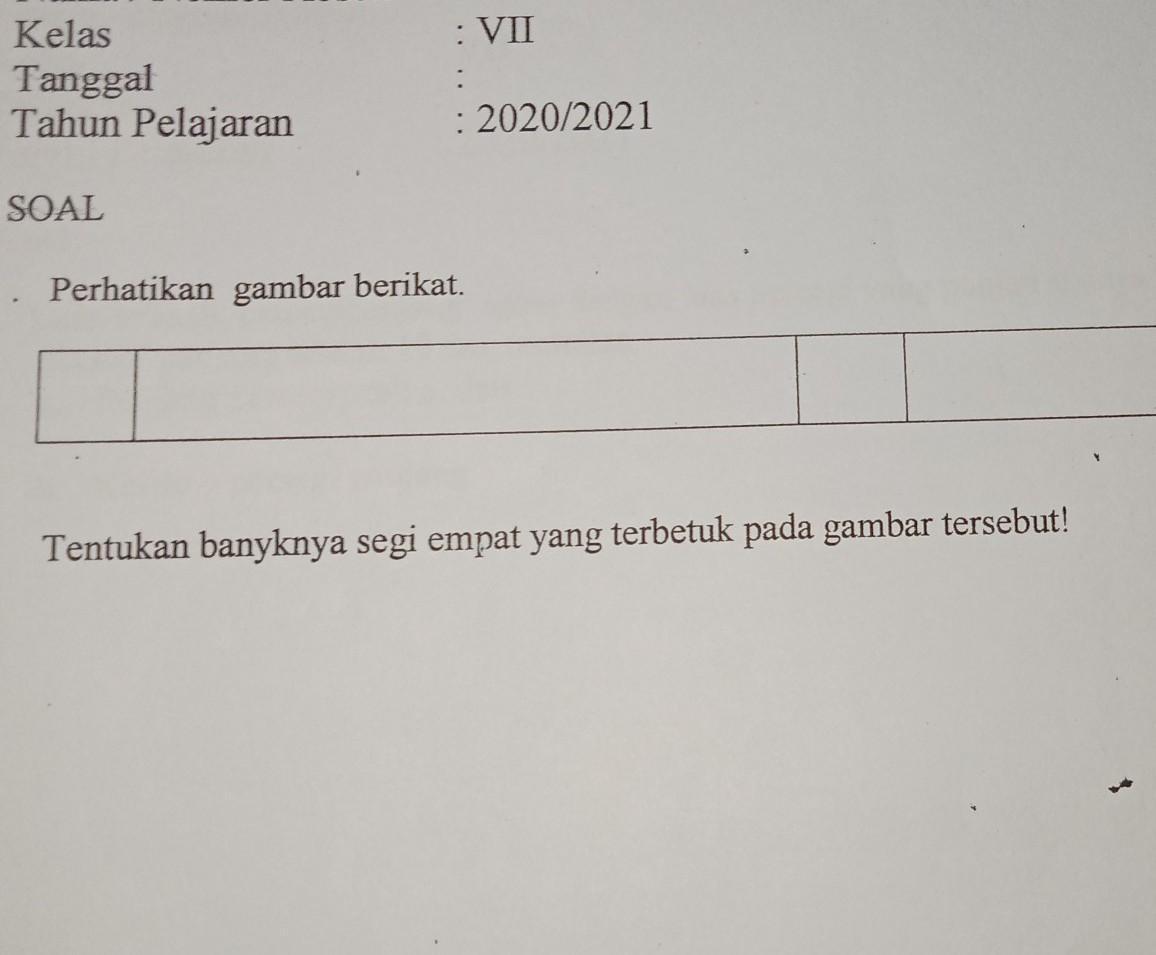 Kelas : VII
Tanggal :
Tahun Pelajaran : 2020/2021
SOAL
. Perhatikan gambar berikat.
Tentukan banyknya segi empat yang terbetuk pada gambar tersebut!